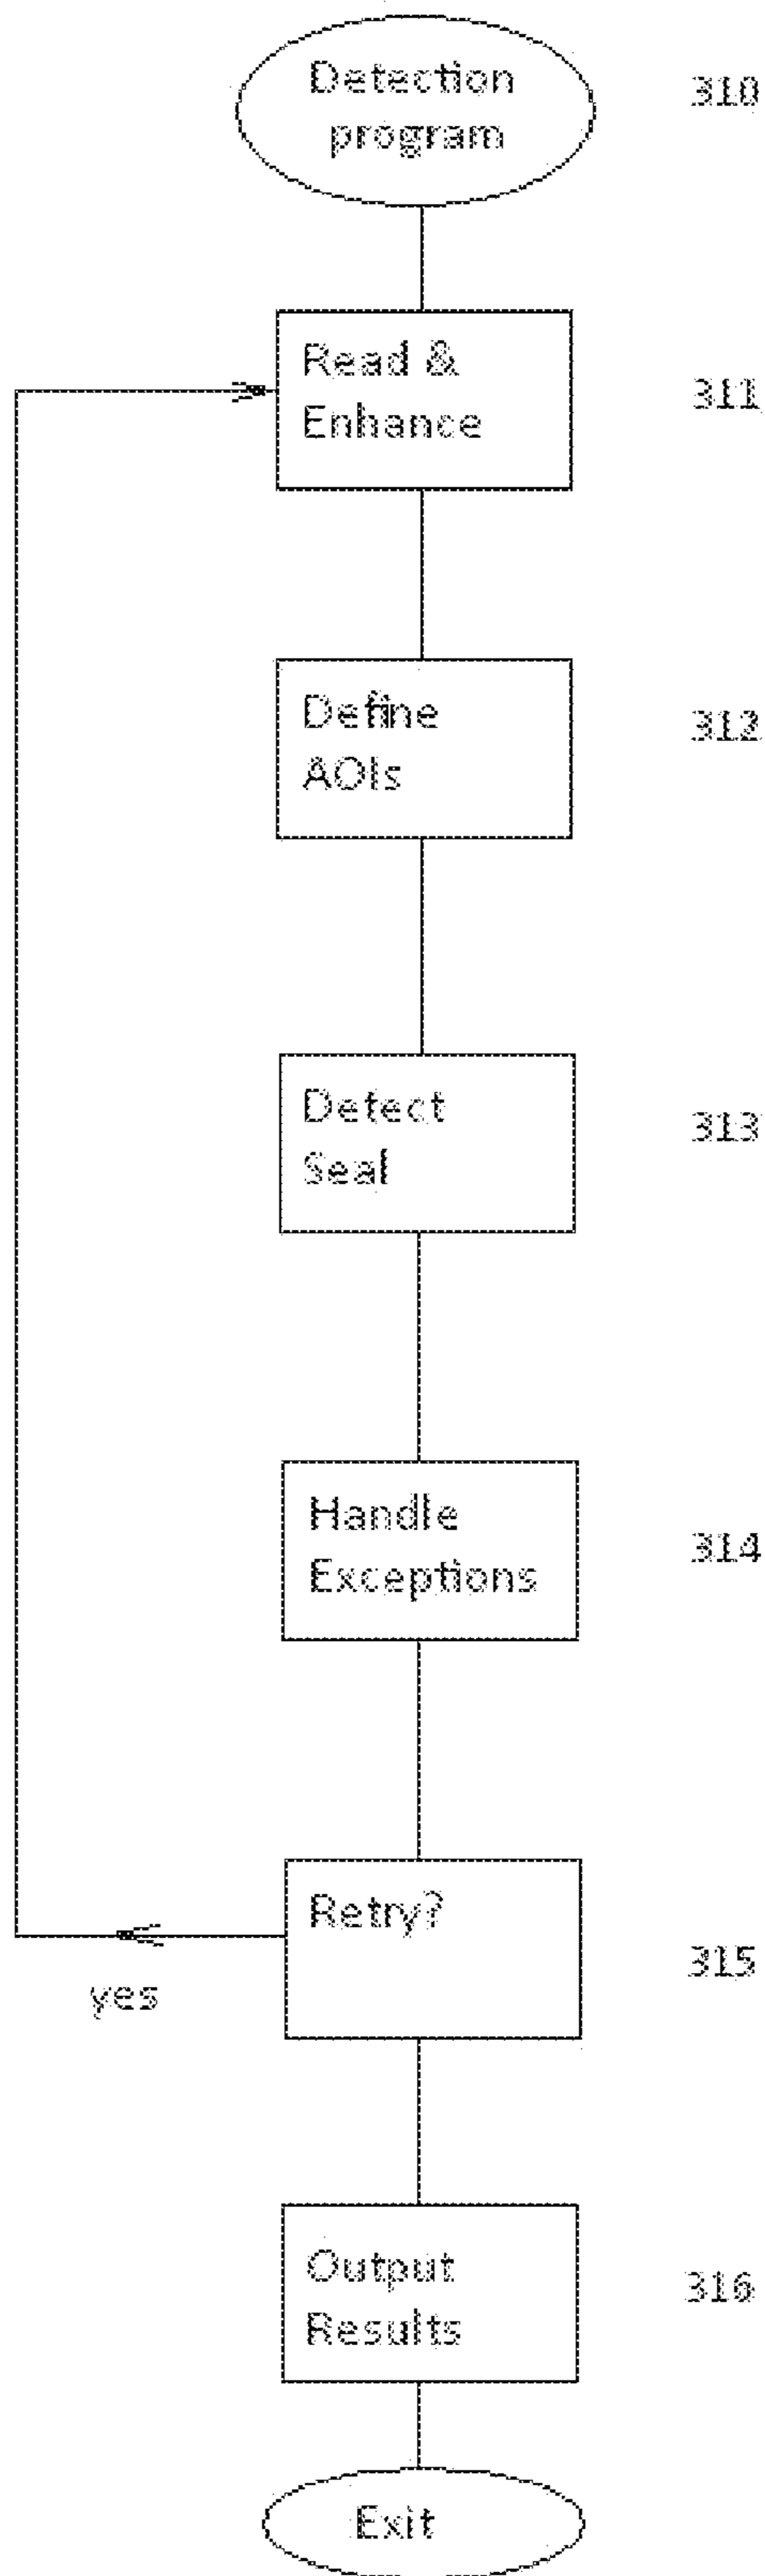 Detection
program
310
Read &
Enhance
311
Define
AOIs
312
Detect
Seal
313
Handle
Exceptions
314
Retry?
315
yes
Output
Results
316
Exit